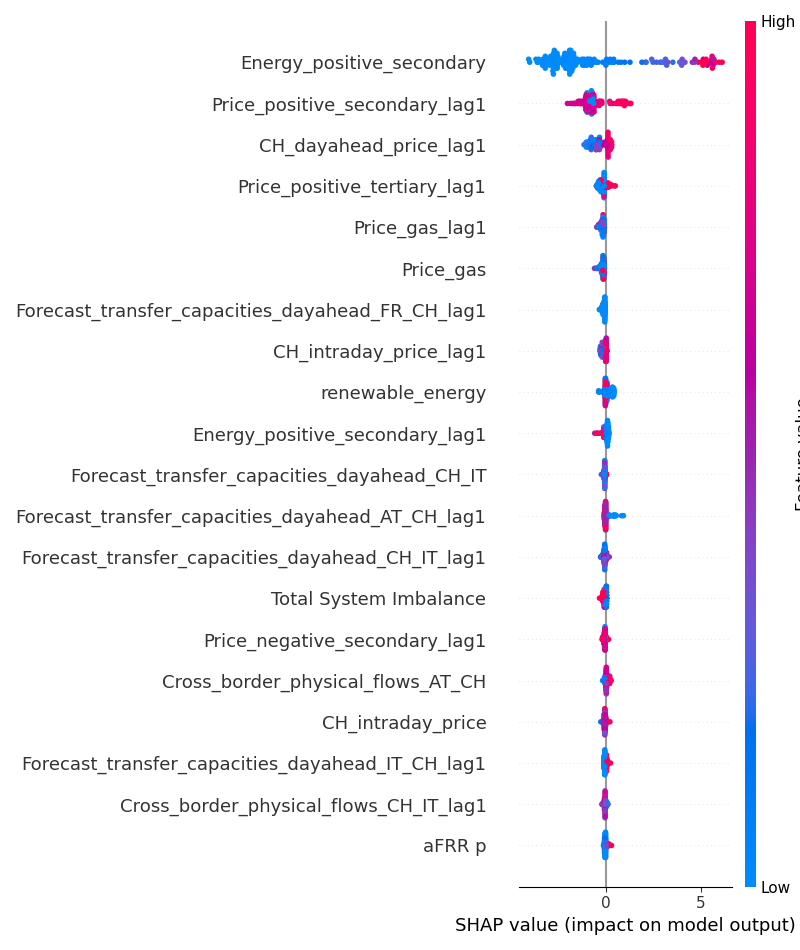 High
Energy_positive_secondary
Price_positive_secondary_lag1
CH_dayahead_price_lag1
Price_positive_tertiary_lag1
Price_gas_lag1
Price_gas
Forecast_transfer_capacities_dayahead_FR_CH_lag1
CH_intraday_price_lag1
renewable_energy
Energy_positive_secondary_lag1
Forecast_transfer_capacities_dayahead_CH_IT
Forecast_transfer_capacities_dayahead_AT_CH_lag1
Forecast_transfer_capacities_dayahead_CH_IT_lag1
Total System Imbalance
Price_negative_secondary_lag1
Cross_border_physical_flows_AT_CH
CH_intraday_price
Forecast_transfer_capacities_dayahead_IT_CH_lag1
Cross_border_physical_flows_CH_IT_lag1
aFRR p
Low
0 5
SHAP value (impact on model output)